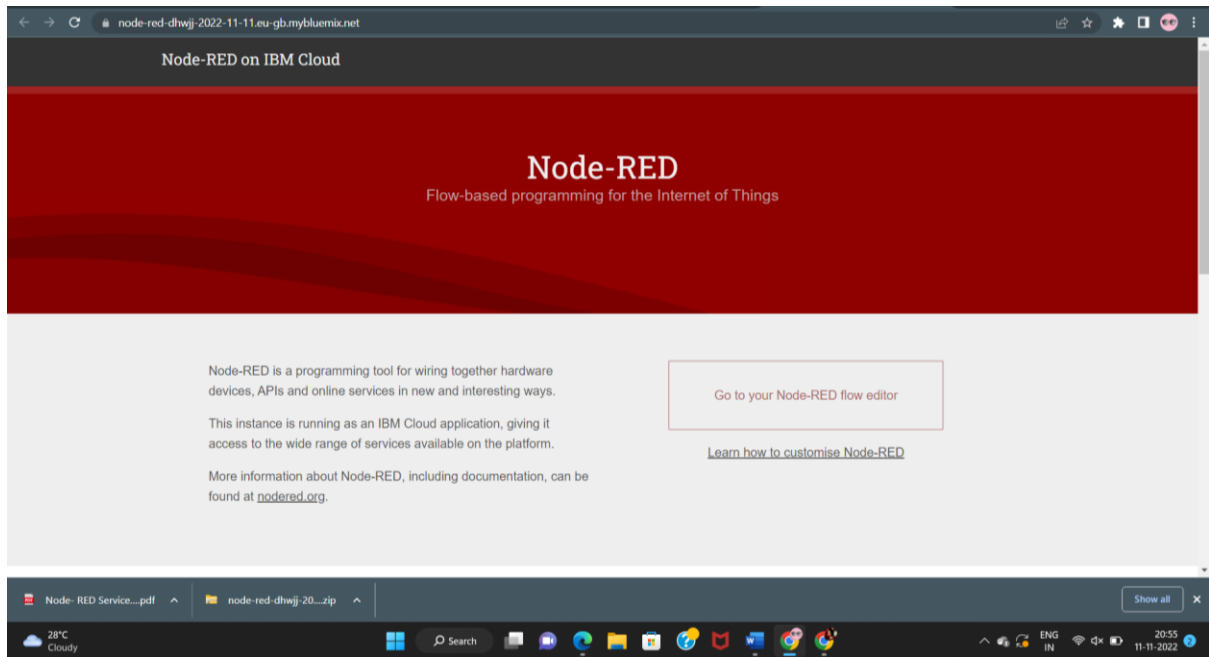 node-red-dhwjj-2022-11-11.eu-gb.mybluemix.net
Node-RED on IBM Cloud
Node-RED
Flow-based programming for the Internet of Things
Node-RED is a programming tool for wiring together hardware
devices, APIs and online services in new and interesting ways.
This instance is running as an IBM Cloud application, giving it
access to the wide range of services available on the platform.
More information about Node-RED, including documentation, can be
found at nodered.org.
Go to your Node-RED flow editor
Learn how to customise Node-RED
Node- RED Service....pdf
node-red-dhwjj-20....zip
Show all
28°C
Cloudy
Search
ENG
IN
20:55
11-11-2022
2